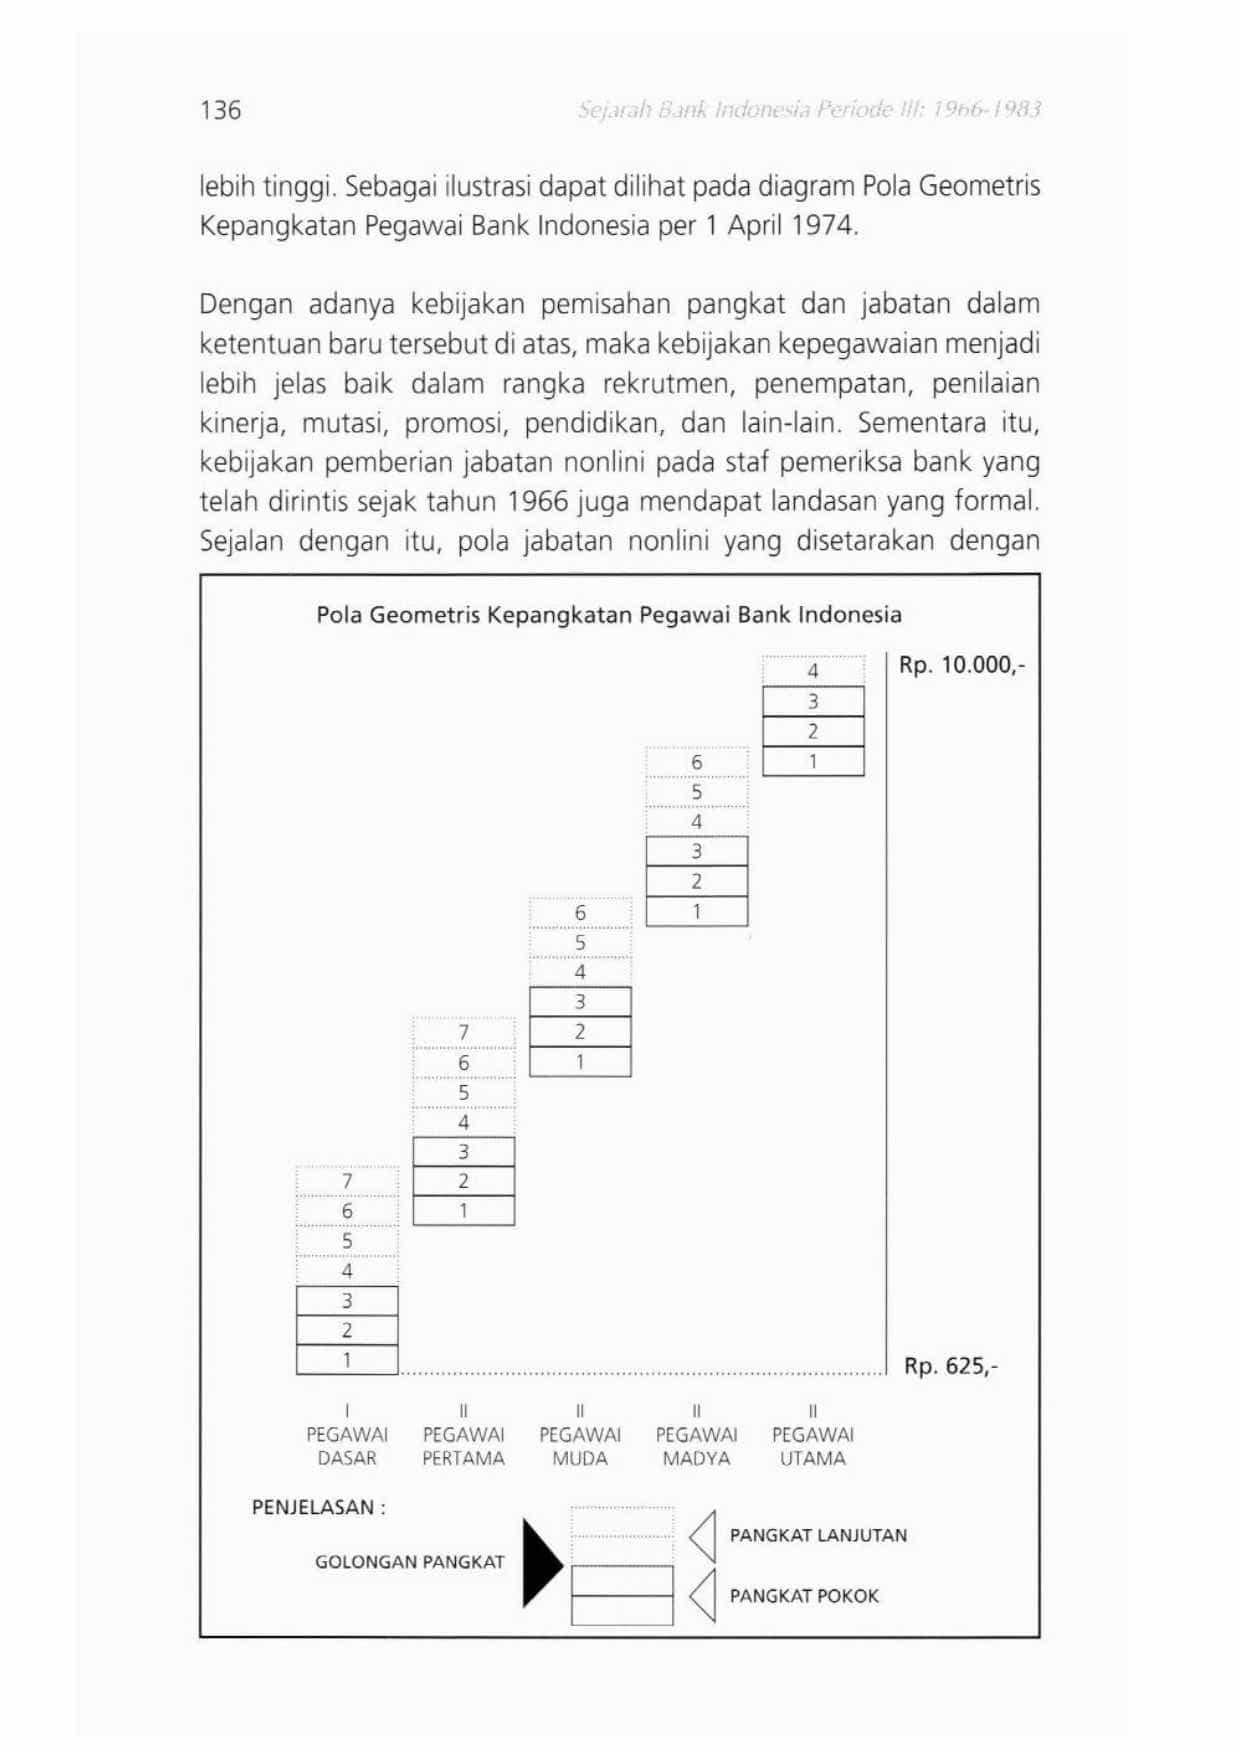 136
Sejarah Bank Indonesia Periode III: 1966-1983
lebih tinggi. Sebagai ilustrasi dapat dilihat pada diagram Pola Geometris
Kepangkatan Pegawai Bank Indonesia per 1 April 1974.
Dengan adanya kebijakan pemisahan pangkat dan jabatan dalam
ketentuan baru tersebut di atas, maka kebijakan kepegawaian menjadi
lebih jelas baik dalam rangka rekrutmen, penempatan, penilaian
kinerja, mutasi, promosi, pendidikan, dan lain-lain. Sementara itu,
kebijakan pemberian jabatan nonlini pada staf pemeriksa bank yang
telah dirintis sejak tahun 1966 juga mendapat landasan yang formal.
Sejalan dengan itu, pola jabatan nonlini yang disetarakan dengan
Pola Geometris Kepangkatan Pegawai Bank Indonesia
4 Rp. 10.000,-
3
2
6 1
5
4
3
2
6 1
5
4
3
7 2
6 1
5
4
3
7 2
6 1
5
4
3
2
1 Rp. 625,-
I II II II II
PEGAWAI PEGAWAI PEGAWAI PEGAWAI PEGAWAI
DASAR PERTAMA MUDA MADYA UTAMA
PENJELASAN :
PANGKAT LANJUTAN
GOLONGAN PANGKAT
PANGKAT POKOK